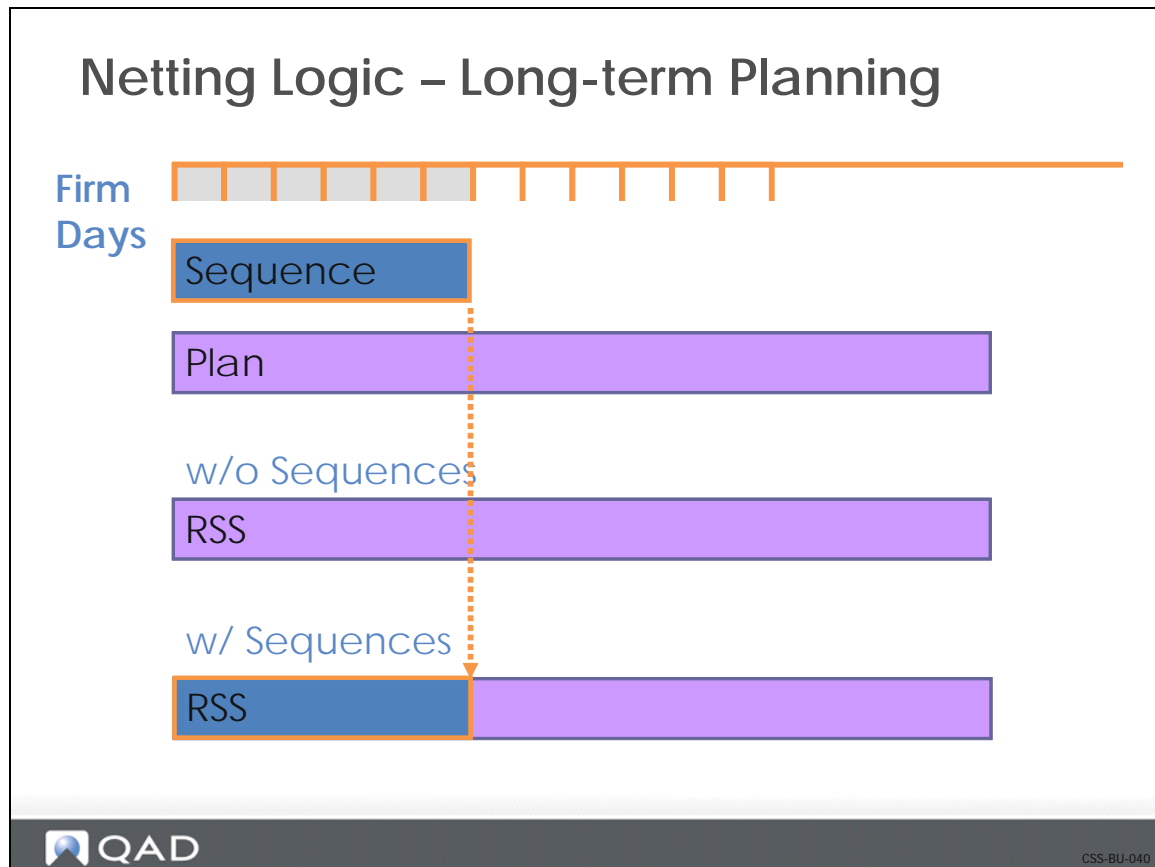 Netting Logic – Long-term Planning
Firm
Days
Sequence
Plan
w/o Sequences
RSS
w/ Sequences
RSS
QAD
CSS-BU-040